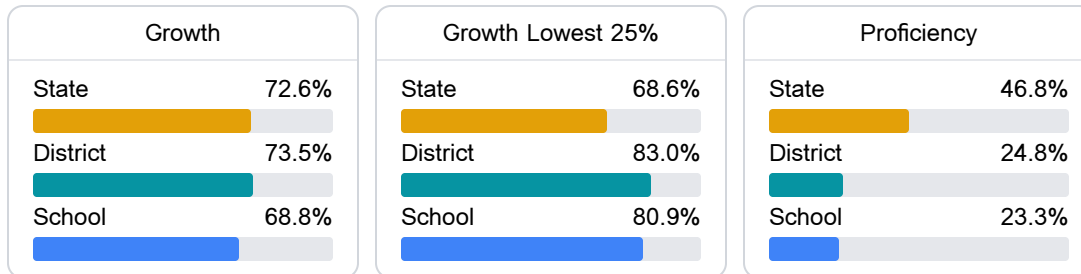 Growth
State 72.6%
District 73.5%
School 68.8%
Growth Lowest 25%
State 68.6%
District 83.0%
School 80.9%
Proficiency
State 46.8%
District 24.8%
School 23.3%